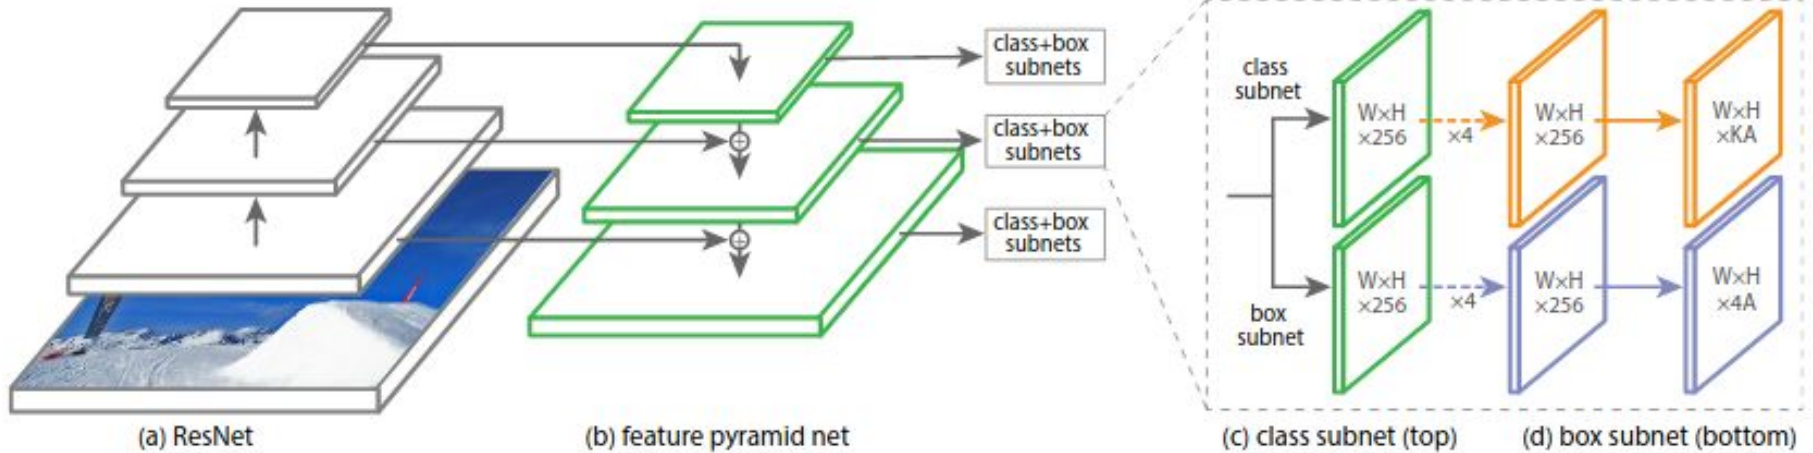 class+box
subnets
class+box
subnets
class+box
subnets
class
subnet
W×H
×256
×4
W×H
×256
W×H
×KA
box
subnet
W×H
×256
×4
W×H
×256
W×H
×4A
(a) ResNet
(b) feature pyramid net
(c) class subnet (top)
(d) box subnet (bottom)